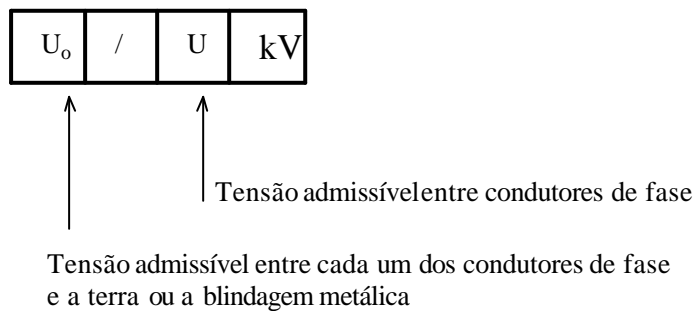 U₀ / U kV
Tensão admissívelentre condutores de fase
Tensão admissível entre cada um dos condutores de fase
e a terra ou a blindagem metálica